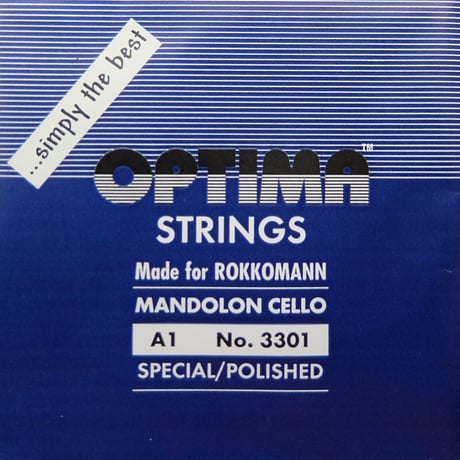 ...simply the best
OPTIMA™
STRINGS
Made for ROKKOMANN
MANDOLON CELLO
A1 No. 3301
SPECIAL/POLISHED